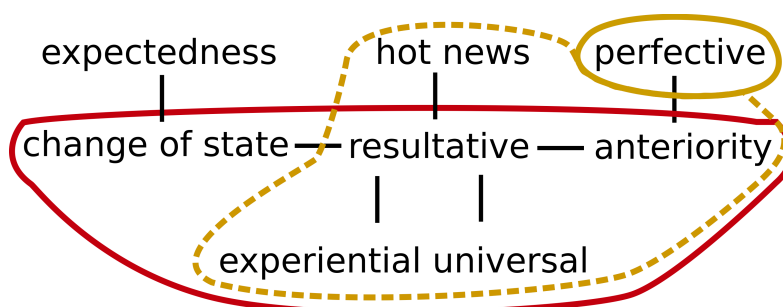 expectedness hot news perfective
change of state resultative anteriority
experiential universal